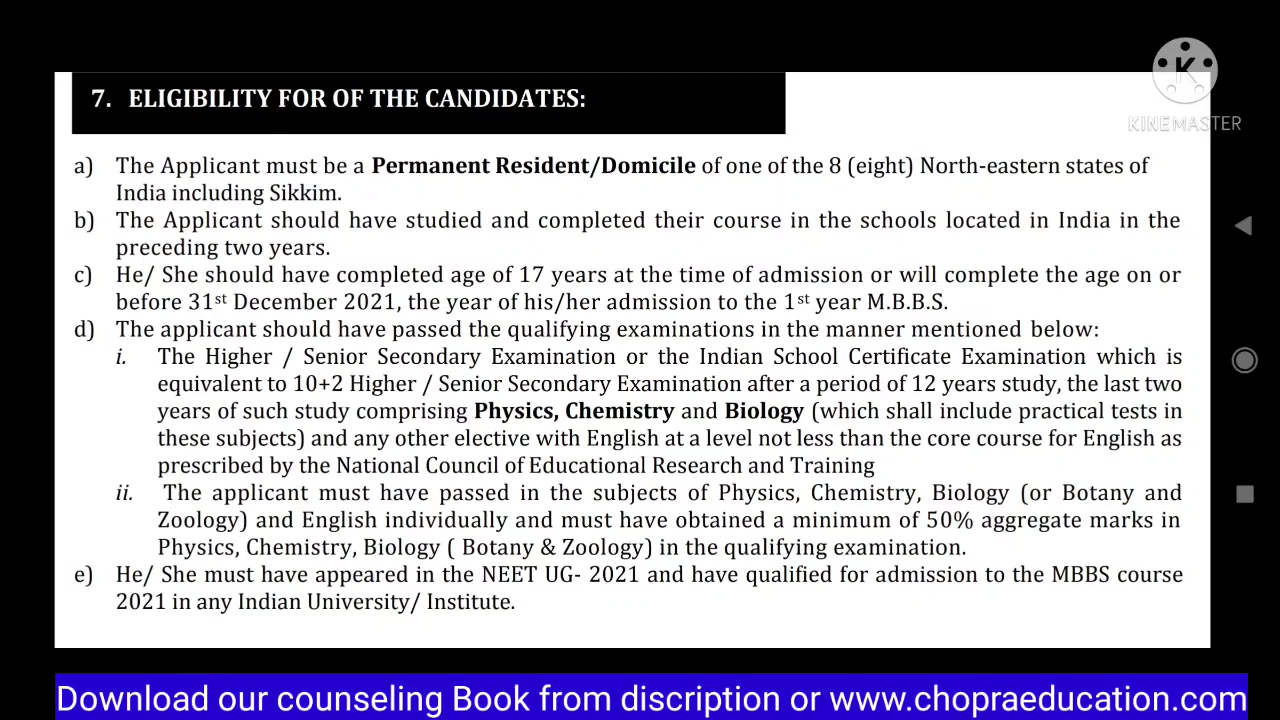 7. ELIGIBILITY FOR OF THE CANDIDATES:
K
KINEMASTER
a) The Applicant must be a Permanent Resident/Domicile of one of the 8 (eight) North-eastern states of
India including Sikkim.
b) The Applicant should have studied and completed their course in the schools located in India in the
preceding two years.
c) He/ She should have completed age of 17 years at the time of admission or will complete the age on or
before 31st December 2021, the year of his/her admission to the 1st year M.B.B.S.
d) The applicant should have passed the qualifying examinations in the manner mentioned below:
i. The Higher / Senior Secondary Examination or the Indian School Certificate Examination which is
equivalent to 10+2 Higher / Senior Secondary Examination after a period of 12 years study, the last two
years of such study comprising Physics, Chemistry and Biology (which shall include practical tests in
these subjects) and any other elective with English at a level not less than the core course for English as
prescribed by the National Council of Educational Research and Training
ii. The applicant must have passed in the subjects of Physics, Chemistry, Biology (or Botany and
Zoology) and English individually and must have obtained a minimum of 50% aggregate marks in
Physics, Chemistry, Biology ( Botany & Zoology) in the qualifying examination.
e) He/ She must have appeared in the NEET UG- 2021 and have qualified for admission to the MBBS course
2021 in any Indian University/ Institute.
Download our counseling Book from discription or www.chopraeducation.com